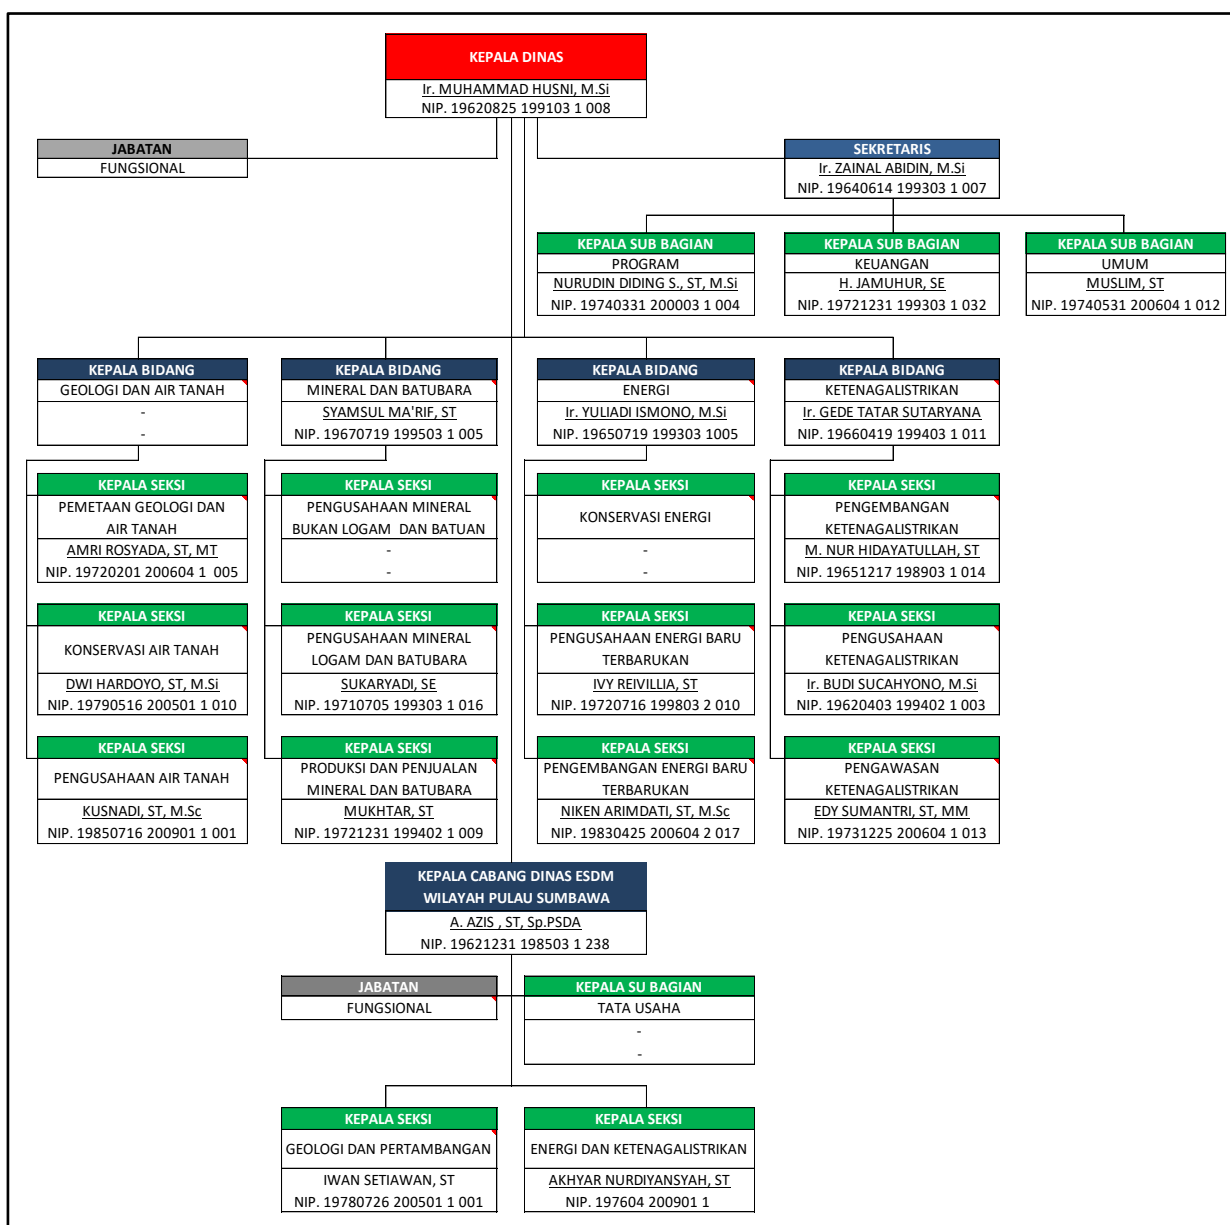 KEPALA DINAS
Ir. MUHAMMAD HUSNI, M.Si
NIP. 19620825 199103 1 008
JABATAN
FUNGSIONAL
SEKRETARIS
Ir. ZAINAL ABIDIN, M.Si
NIP. 19640614 199303 1 007
KEPALA SUB BAGIAN
PROGRAM
NURUDIN DIDING S., ST, M.Si
NIP. 19740331 200003 1 004
KEPALA SUB BAGIAN
KEUANGAN
H. JAMUHUR, SE
NIP. 19721231 199303 1 032
KEPALA SUB BAGIAN
UMUM
MUSLIM, ST
NIP. 19740531 200604 1 012
KEPALA BIDANG
GEOLOGI DAN AIR TANAH
-
-
KEPALA BIDANG
MINERAL DAN BATUBARA
SYAMSUL MA'RIF, ST
NIP. 19670719 199503 1 005
KEPALA BIDANG
ENERGI
Ir. YULIADI ISMONO, M.Si
NIP. 19650719 199303 1005
KEPALA BIDANG
KETENAGALISTRIKAN
Ir. GEDE TATAR SUTARYANA
NIP. 19660419 199403 1 011
KEPALA SEKSI
PEMETAAN GEOLOGI DAN
AIR TANAH
AMRI ROSYADA, ST, MT
NIP. 19720201 200604 1  005
KEPALA SEKSI
PENGUSAHAAN MINERAL
BUKAN LOGAM  DAN BATUAN
-
-
KEPALA SEKSI
KONSERVASI ENERGI
-
-
KEPALA SEKSI
PENGEMBANGAN
KETENAGALISTRIKAN
M. NUR HIDAYATULLAH, ST
NIP. 19651217 198903 1 014
KEPALA SEKSI
KONSERVASI AIR TANAH
DWI HARDOYO, ST, M.Si
NIP. 19790516 200501 1 010
KEPALA SEKSI
PENGUSAHAAN MINERAL
LOGAM DAN BATUBARA
SUKARYADI, SE
NIP. 19710705 199303 1 016
KEPALA SEKSI
PENGUSAHAAN ENERGI BARU
TERBARUKAN
IVY REIVILLIA, ST
NIP. 19720716 199803 2 010
KEPALA SEKSI
PENGUSAHAAN
KETENAGALISTRIKAN
Ir. BUDI SUCAHYONO, M.Si
NIP. 19620403 199402 1 003
KEPALA SEKSI
PENGUSAHAAN AIR TANAH
KUSNADI, ST, M.Sc
NIP. 19850716 200901 1 001
KEPALA SEKSI
PRODUKSI DAN PENJUALAN
MINERAL DAN BATUBARA
MUKHTAR, ST
NIP. 19721231 199402 1 009
KEPALA SEKSI
PENGEMBANGAN ENERGI BARU
TERBARUKAN
NIKEN ARIMDATI, ST, M.Sc
NIP. 19830425 200604 2 017
KEPALA SEKSI
PENGAWASAN
KETENAGALISTRIKAN
EDY SUMANTRI, ST, MM
NIP. 19731225 200604 1 013
KEPALA CABANG DINAS ESDM
WILAYAH PULAU SUMBAWA
A. AZIS , ST, Sp.PSDA
NIP. 19621231 198503 1 238
JABATAN
FUNGSIONAL
KEPALA SU BAGIAN
TATA USAHA
-
-
KEPALA SEKSI
GEOLOGI DAN PERTAMBANGAN
IWAN SETIAWAN, ST
NIP. 19780726 200501 1 001
KEPALA SEKSI
ENERGI DAN KETENAGALISTRIKAN
AKHYAR NURDIYANSYAH, ST
NIP. 197604 200901 1